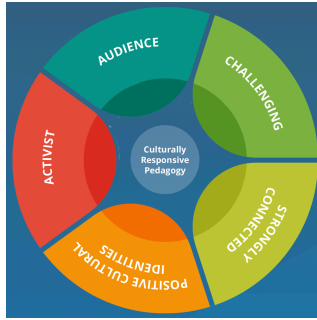 AUDIENCE
CHALLENGING
STRONGLY
CONNECTED
POSITIVE CULTURAL
IDENTITIES
ACTIVIST
Culturally
Responsive
Pedagogy